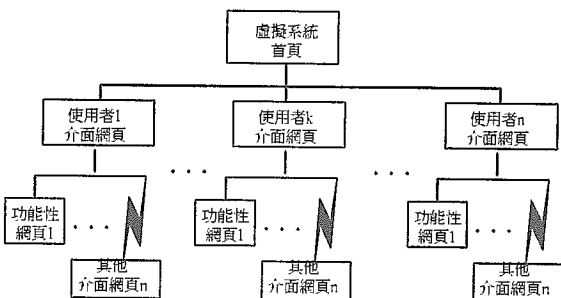 虛擬系統
首頁
使用者1
介面網頁
使用者k
介面網頁
使用者n
介面網頁
. . .
. . .
功能性
網頁1
. . .
功能性
網頁1
. . .
功能性
網頁1
. . .
其他
介面網頁n
其他
介面網頁n
其他
介面網頁n